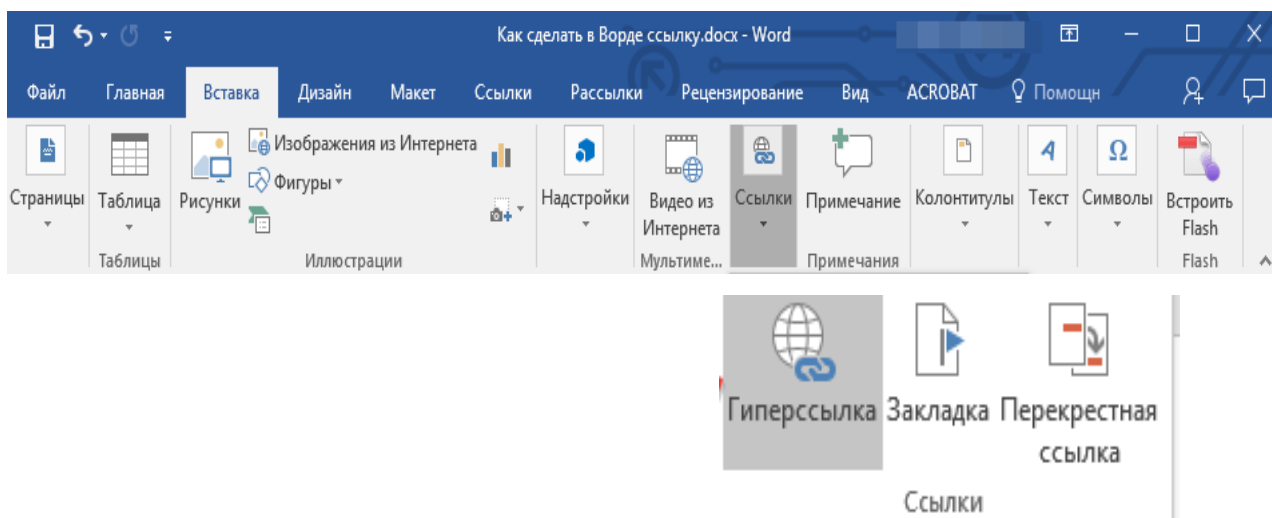 Как сделать в Ворде ссылку.docx - Word
Файл Главная Вставка Дизайн Макет Ссылки Рассылки Рецензирование Вид ACROBAT Помощн
Изображения из Интернета
Фигуры
Страницы Таблица Рисунки Надстройки Видео из Интернета Ссылки Примечание Колонтитулы Текст Символы Встроить Flash
Таблицы Иллюстрации Мультиме... Примечания Flash
Гиперссылка Закладка Перекрестная
ссылка
Ссылки